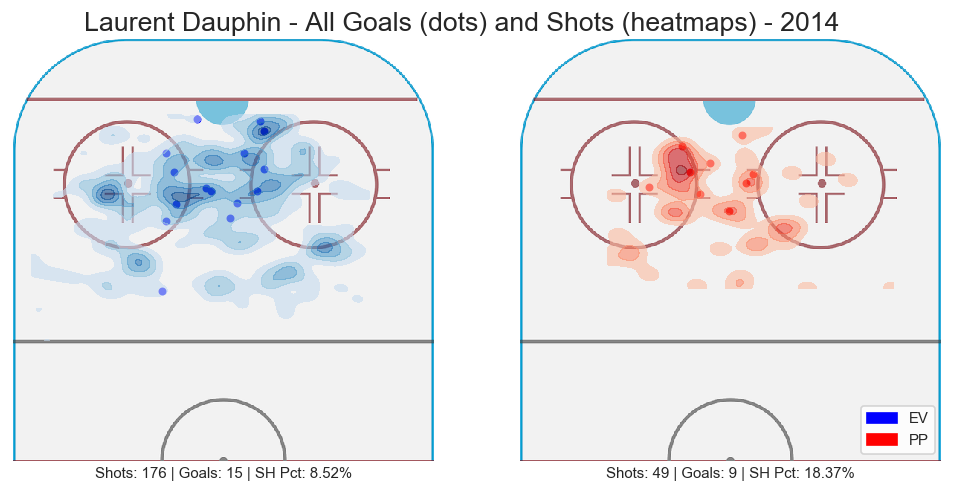 Laurent Dauphin - All Goals (dots) and Shots (heatmaps) - 2014
EV
PP
Shots: 176 | Goals: 15 | SH Pct: 8.52%
Shots: 49 | Goals: 9 | SH Pct: 18.37%